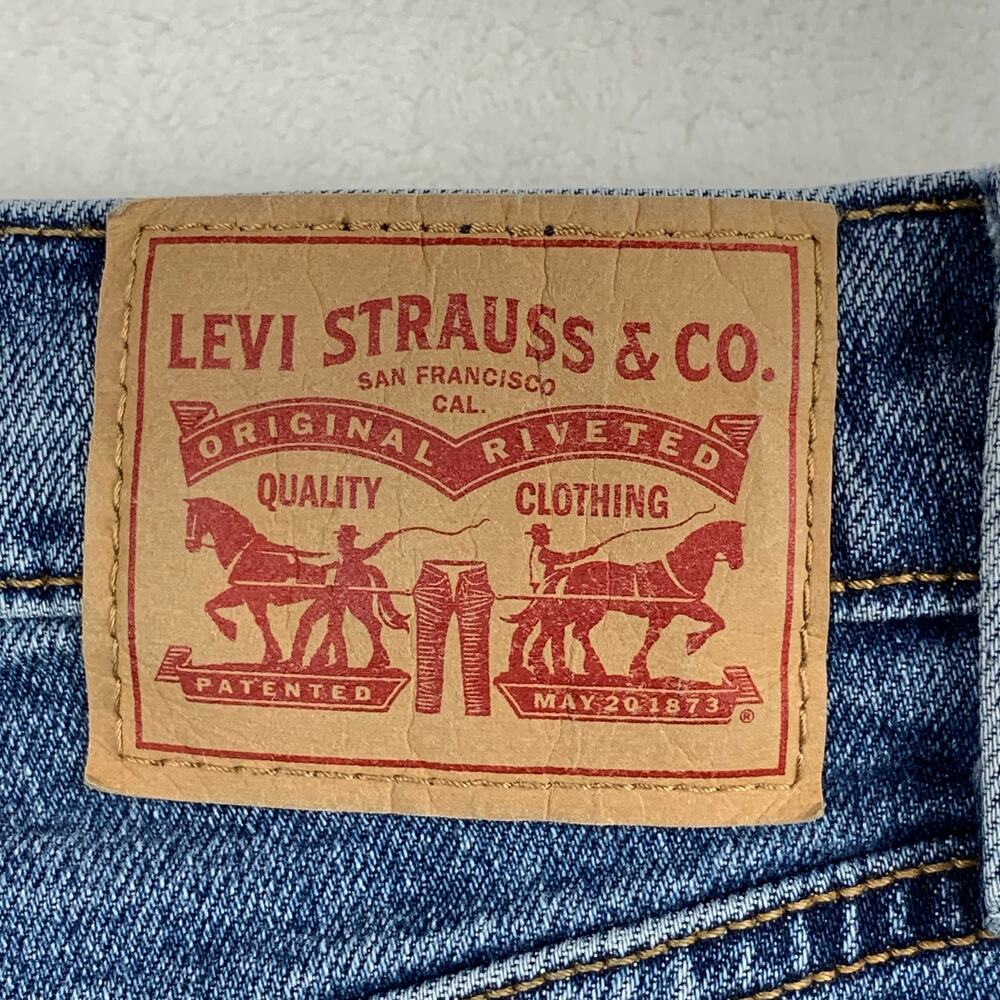 LEVI STRAUSS & CO.
SAN FRANCISCO
CAL.
ORIGINAL RIVETED
QUALITY CLOTHING
PATENTED MAY 20 1873 ®